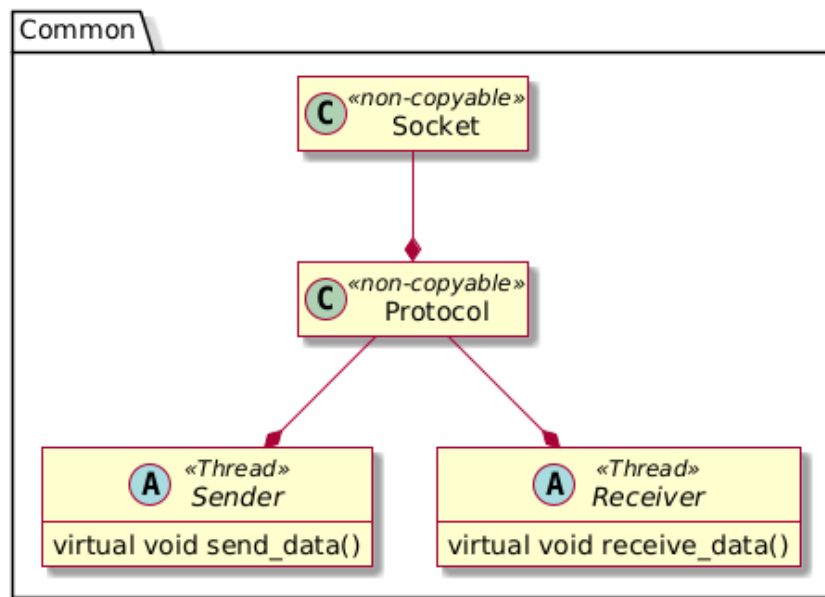 Common
«non-copyable»
C
Socket
«non-copyable»
C
Protocol
«Thread»
A
Sender
virtual void send_data()
«Thread»
A
Receiver
virtual void receive_data()